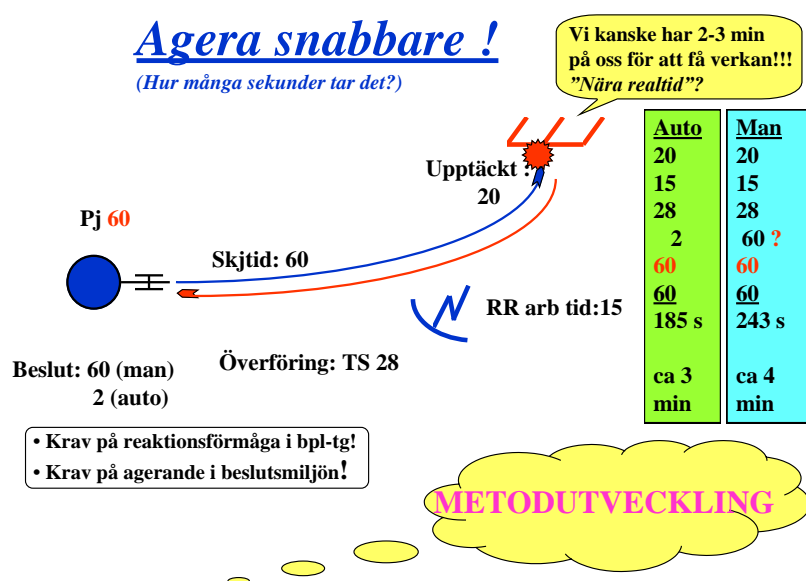 Agera snabbare !
(Hur många sekunder tar det?)
Vi kanske har 2-3 min
på oss för att få verkan!!!
”Nära realtid”?
Upptäckt :
20
Pj 60
Skjtid: 60
RR arb tid:15
Beslut: 60 (man)
2 (auto)
Överföring: TS 28
Auto
20
15
28
2
60
60
185 s
ca 3
min
Man
20
15
28
60 ?
60
60
243 s
ca 4
min
• Krav på reaktionsförmåga i bpl-tg!
• Krav på agerande i beslutsmiljön!
METODUTVECKLING